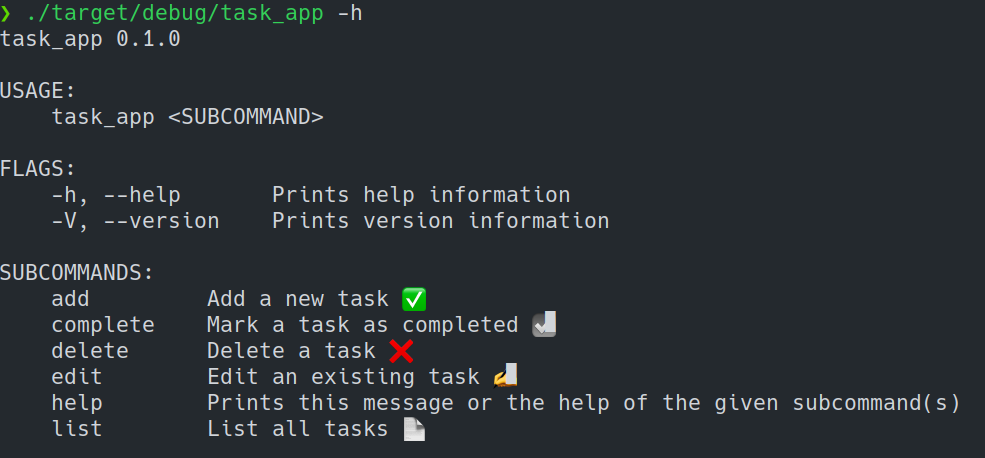 ❯ ./target/debug/task_app -h
task_app 0.1.0
USAGE:
task_app <SUBCOMMAND>
FLAGS:
-h, --help Prints help information
-V, --version Prints version information
SUBCOMMANDS:
add Add a new task ✅
complete Mark a task as completed ☑️
delete Delete a task ❌
edit Edit an existing task ✍️
help Prints this message or the help of the given subcommand(s)
list List all tasks 📄